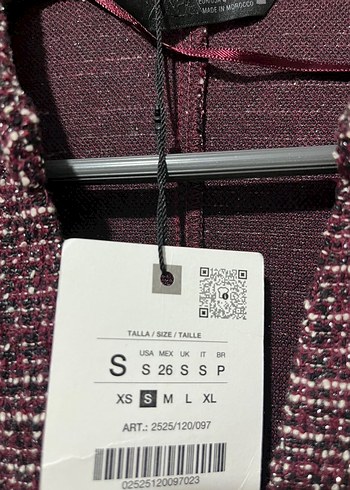 MADE IN MOROCCO
TALLA / SIZE / TAILLE
USA MEX UK IT BR
S S 26 S S P
XS S M L XL
ART.: 2525/120/097
02525120097023